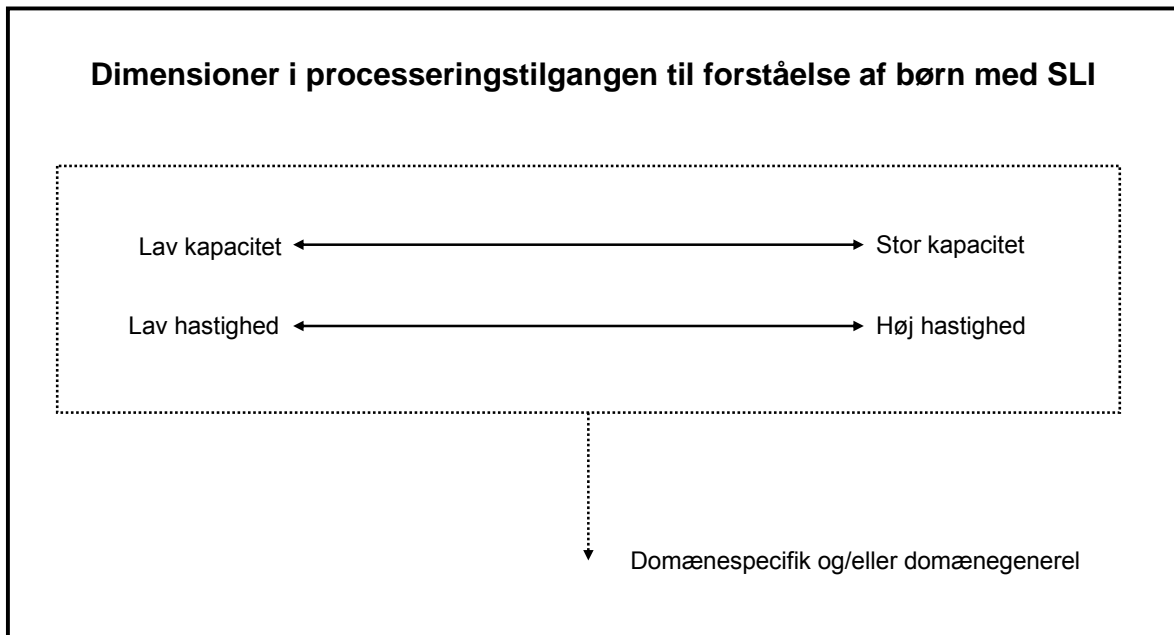 Dimensioner i processeringstilgangen til forståelse af børn med SLI
Lav kapacitet Stor kapacitet
Lav hastighed Høj hastighed
Domænespecifik og/eller domænegenerel